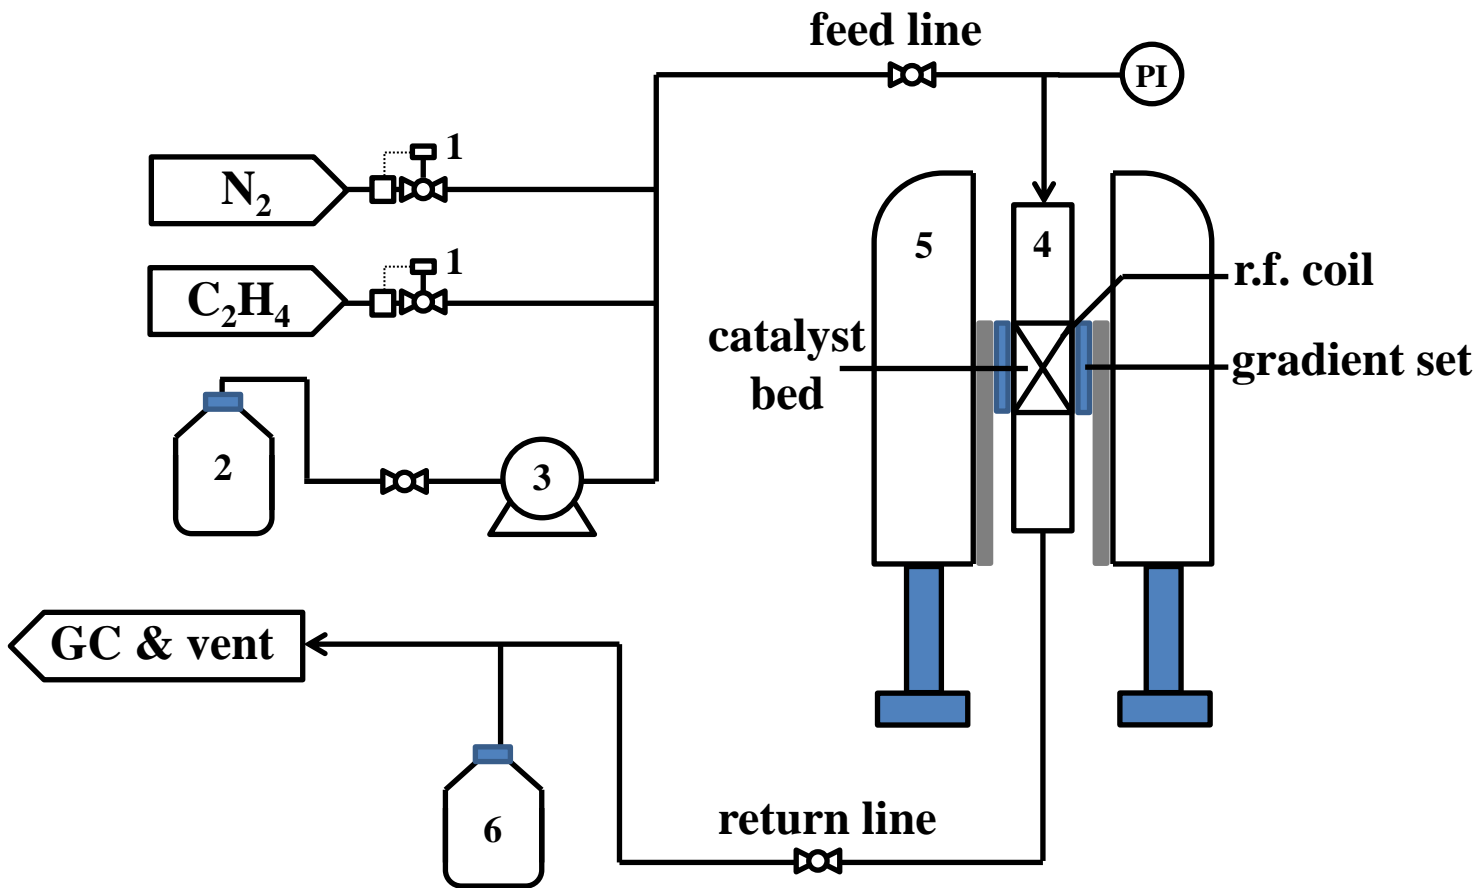 feed line
PI
1
N₂
1
C₂H₄
5
4
r.f. coil
catalyst
bed
gradient set
2
3
GC & vent
6
return line